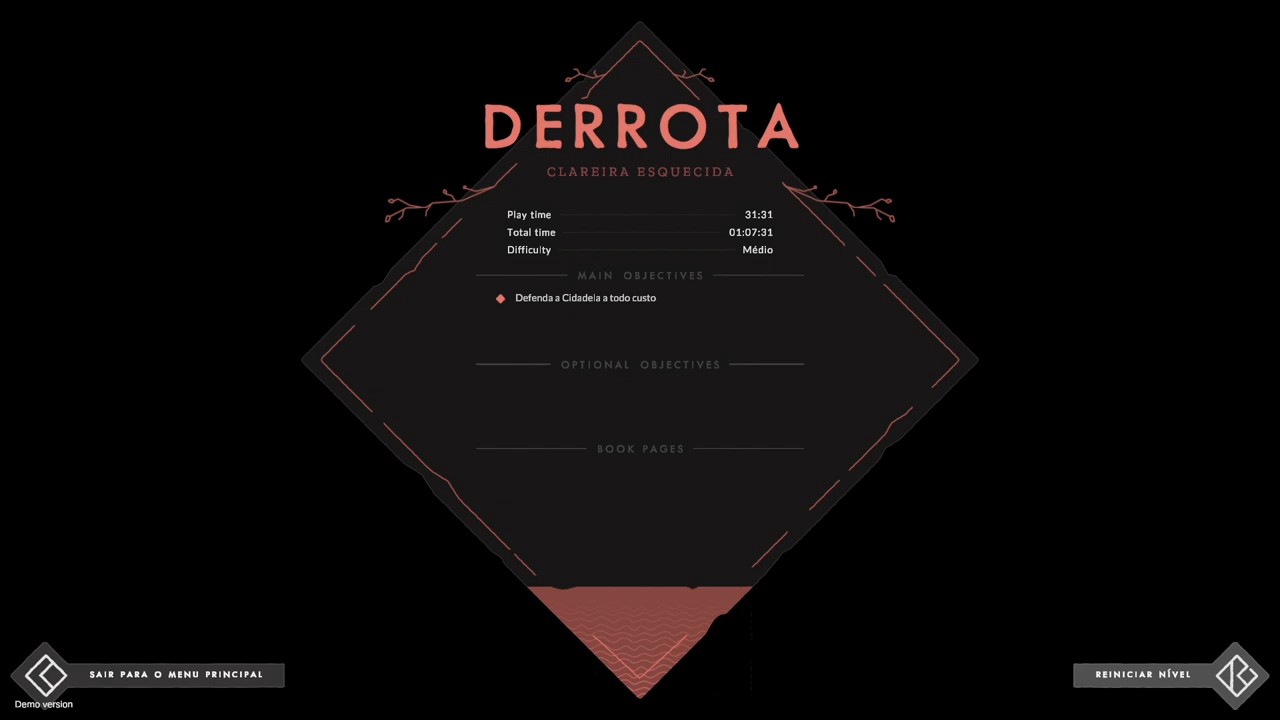 DERROTA
CLAREIRA ESQUECIDA
Play time 31:31
Total time 01:07:31
Difficulty Médio
MAIN OBJECTIVES
Defenda a Cidadela a todo custo
OPTIONAL OBJECTIVES
BOOK PAGES
SAIR PARA O MENU PRINCIPAL
REINICIAR NÍVEL
Demo version